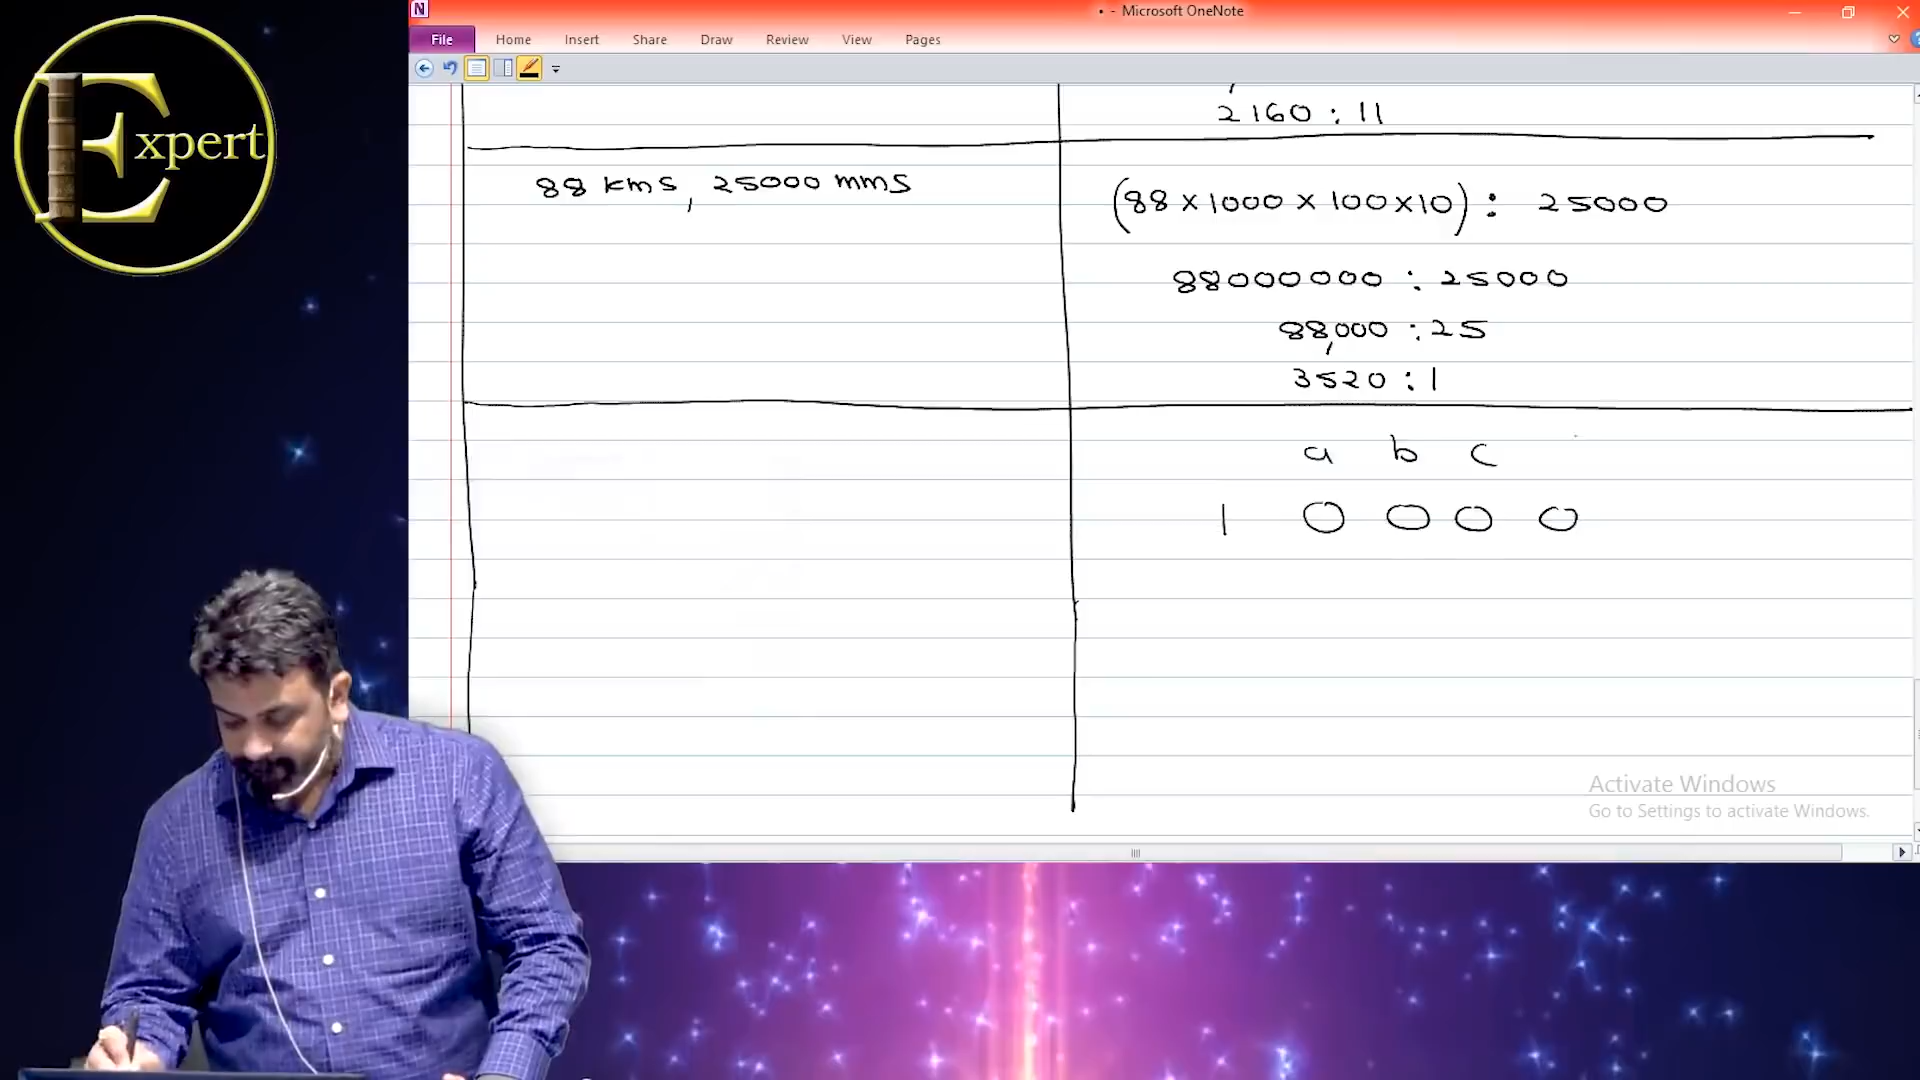 Expert
- Microsoft OneNote
File Home Insert Share Draw Review View Pages
2160 : 11
88 kms, 25000 mms
(88 x 1000 x 100 x 10) : 25000
88000000 : 25000
88,000 : 25
3520 : 1
a b c
1 0 0 0 0
Activate Windows
Go to Settings to activate Windows.